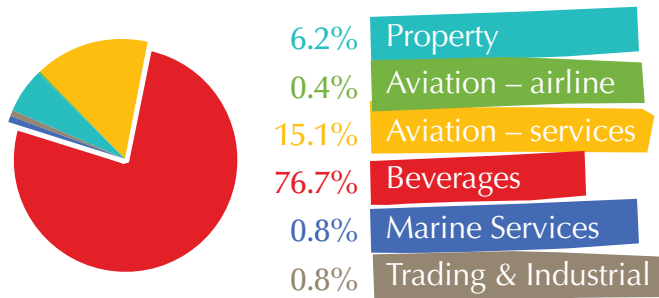 6.2% Property
0.4% Aviation – airline
15.1% Aviation – services
76.7% Beverages
0.8% Marine Services
0.8% Trading & Industrial